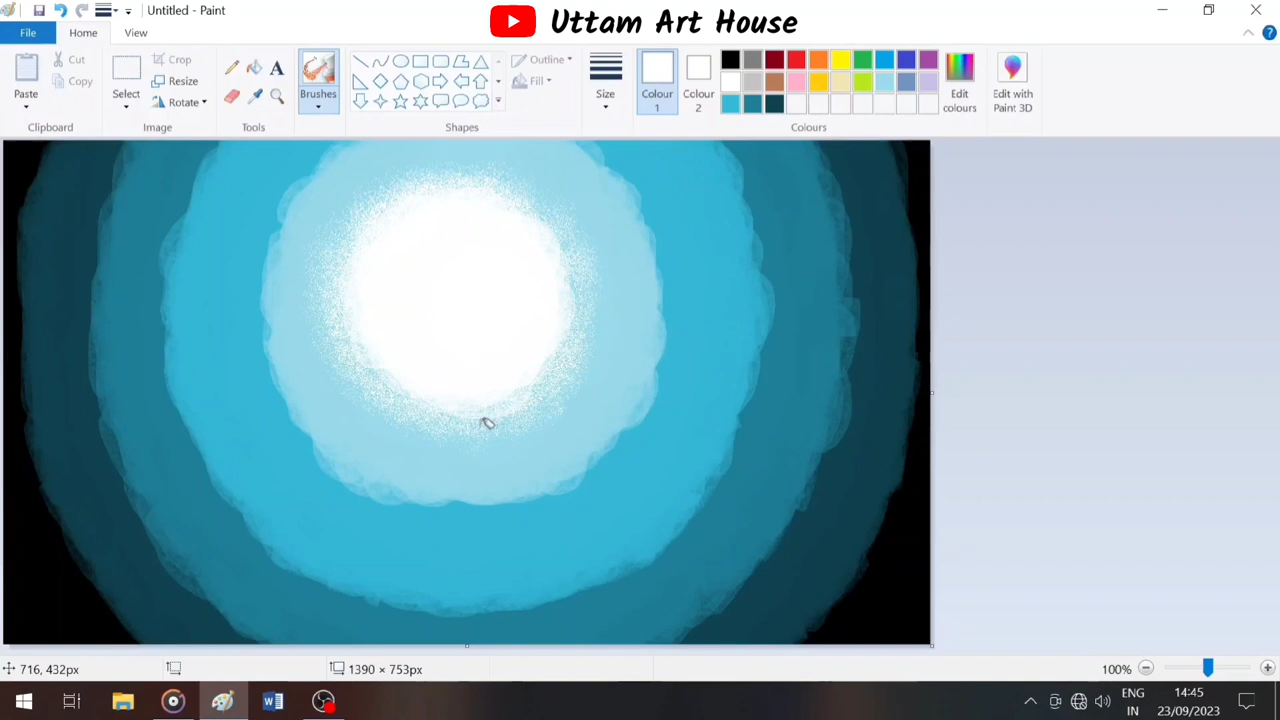 Untitled - Paint
Uttam Art House
File
Home
View
Paste
Cut
Copy
Clipboard
Select
Crop
Resize
Rotate
Image
A
Tools
Brushes
Outline
Fill
Shapes
Size
Colour
1
Colour
2
Colours
Edit
colours
Edit with
Paint 3D
716, 432px
1390 × 753px
100%
W
ENG
IN
14:45
23/09/2023